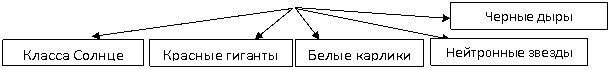 Черные дыры
Класса Солнце
Красные гиганты
Белые карлики
Нейтронные звезды